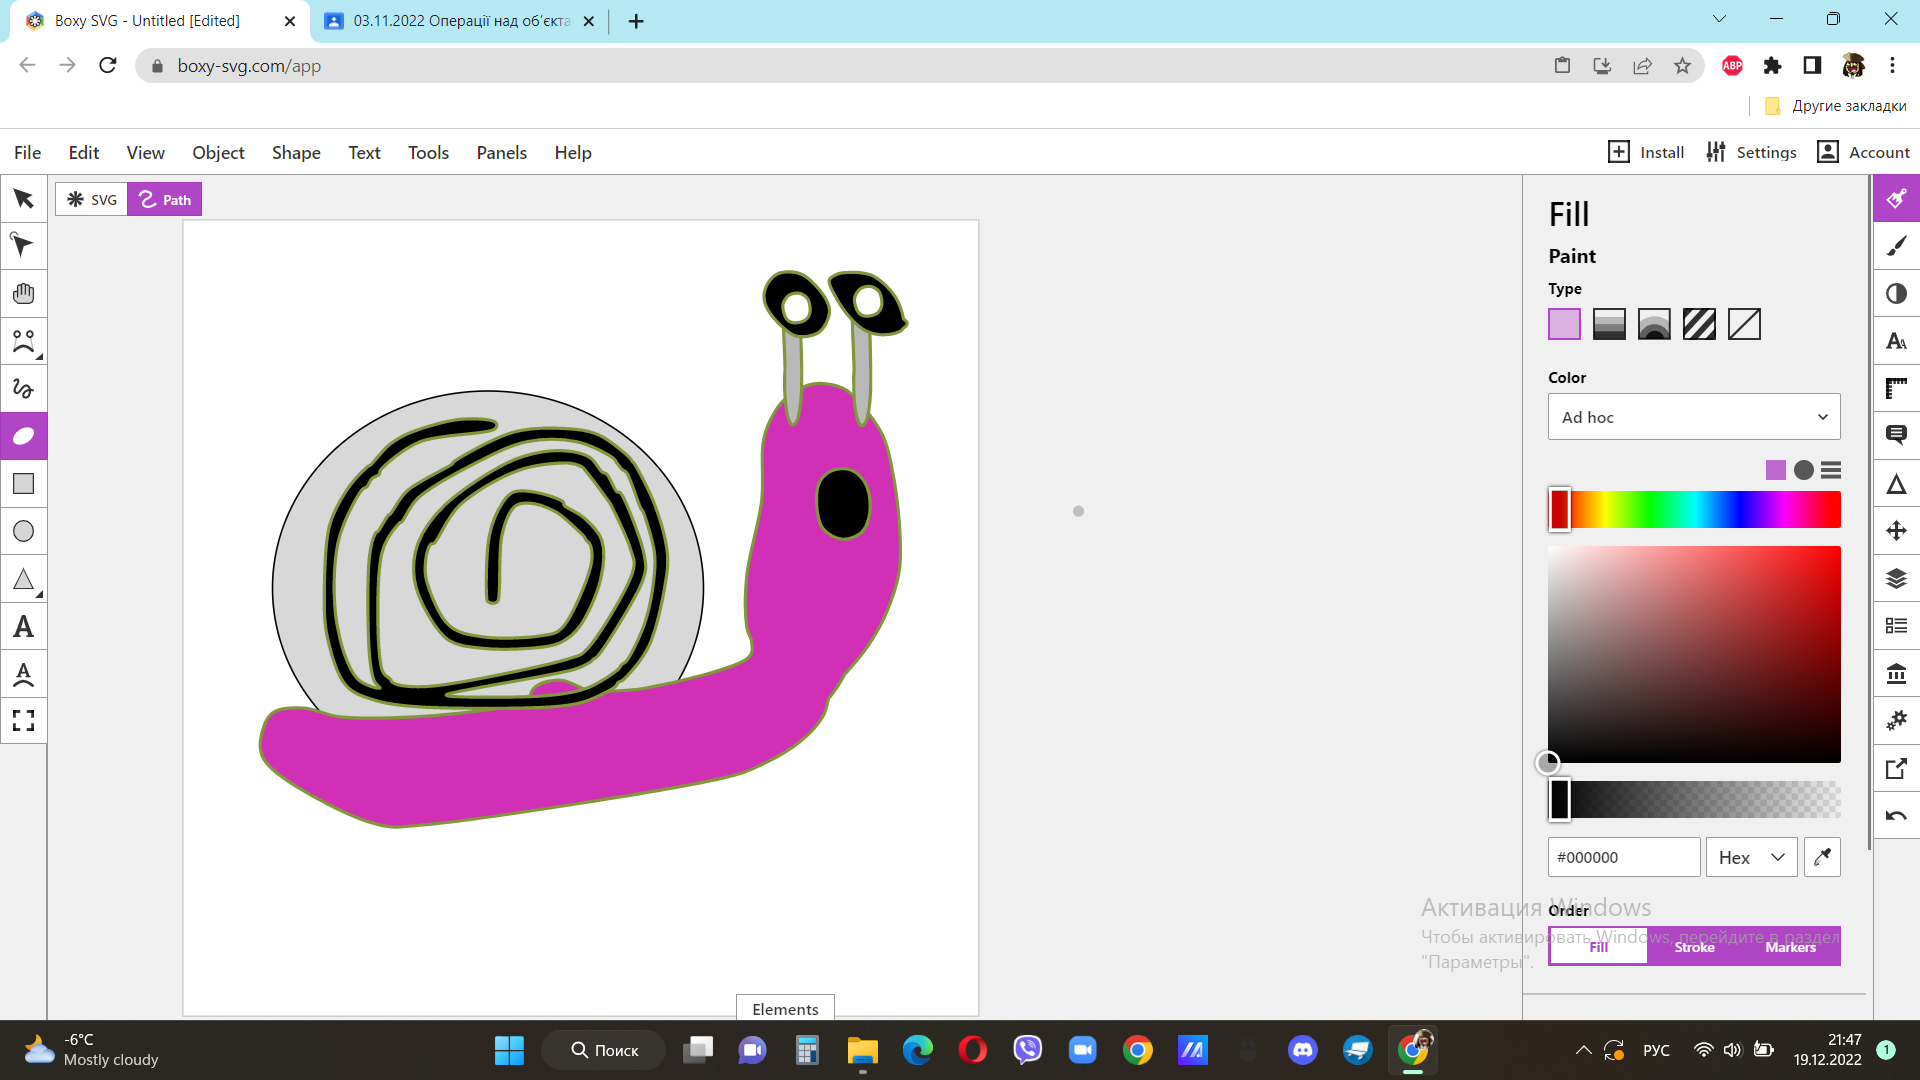 Boxy SVG - Untitled [Edited]
03.11.2022 Операції над об'єкта
boxy-svg.com/app
ABP
Другие закладки
File Edit View Object Shape Text Tools Panels Help
Install Settings Account
SVG Path
Fill
Paint
Type
Color
Ad hoc
#000000
Hex
Order
Fill Stroke Markers
Активация Windows
Чтобы активировать Windows, перейдите в раздел
"Параметры".
Elements
-6°C
Mostly cloudy
Поиск
РУС
21:47
19.12.2022
1